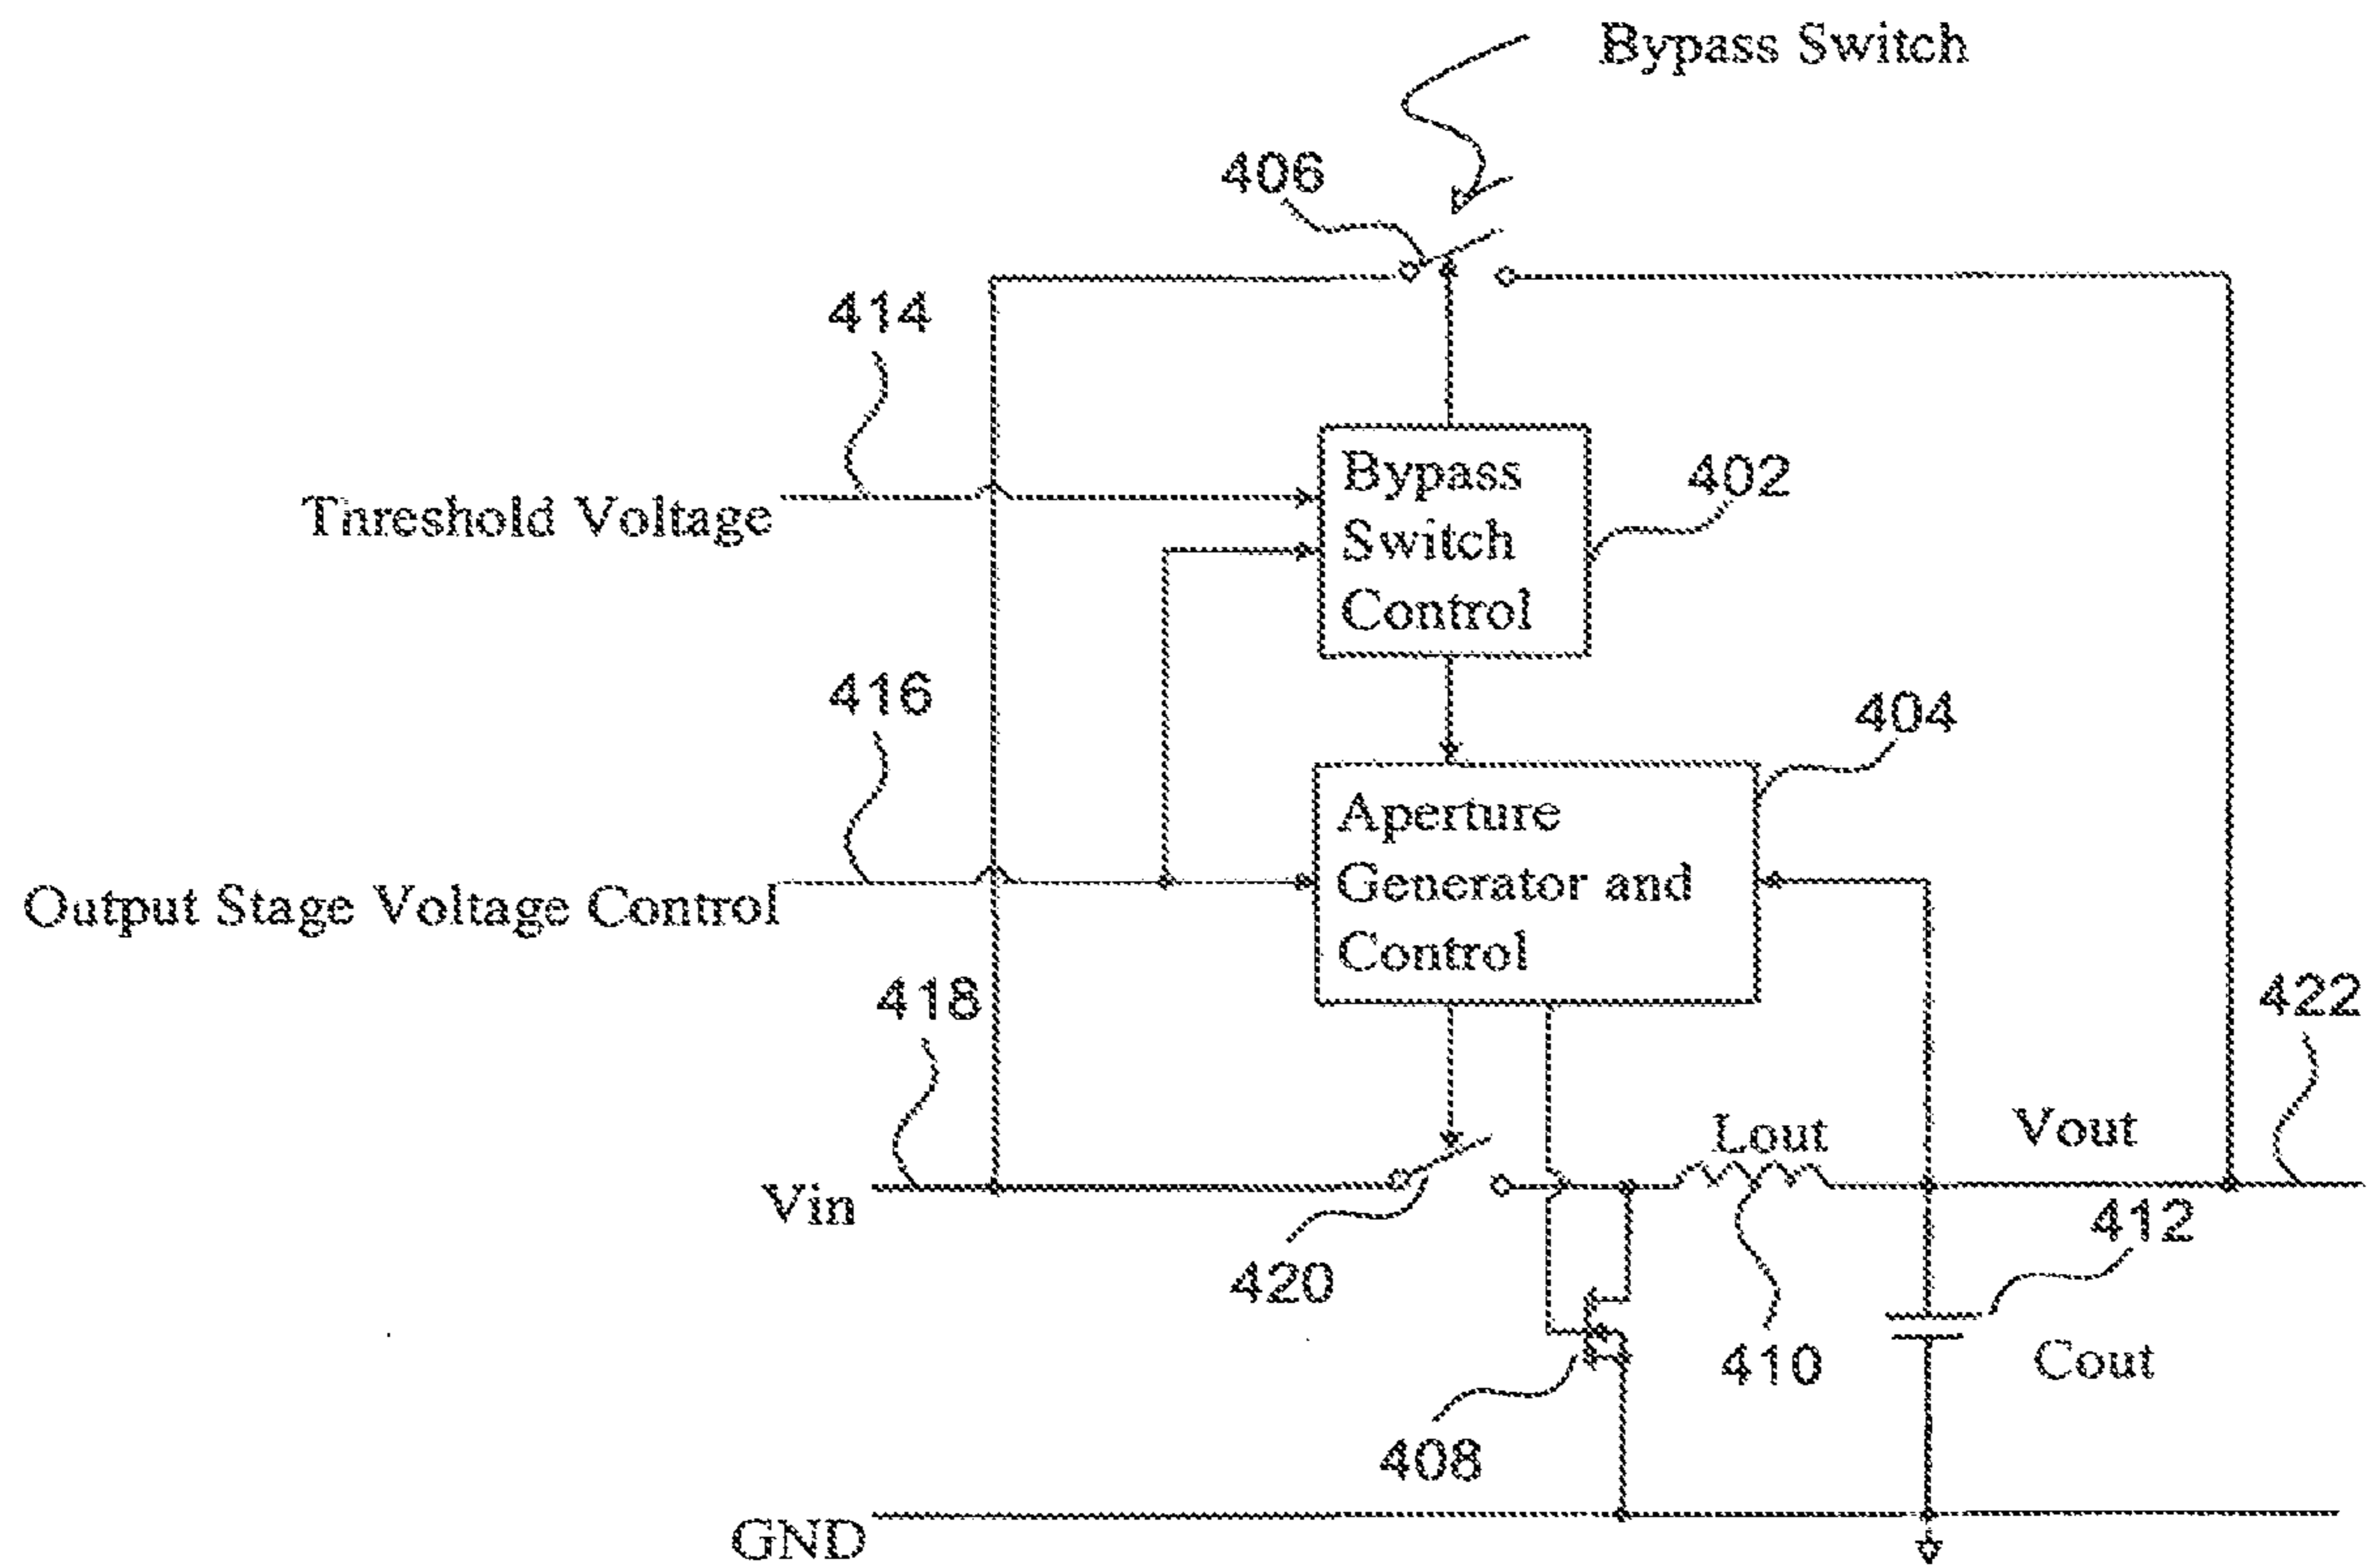 Bypass Switch
406
414
Threshold Voltage
Bypass
Switch
Control
402
416
404
Output Stage Voltage Control
Aperture
Generator and
Control
418
422
Lout
Vout
Vin
412
420
410
Cout
408
GND